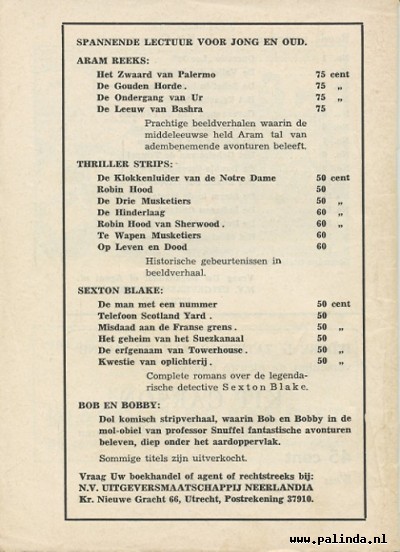 SPANNENDE LECTUUR VOOR JONG EN OUD.
ARAM REEKS:
Het Zwaard van Palermo 75 cent
De Gouden Horde. 75 „
De Ondergang van Ur 75 „
De Leeuw van Bashra 75
Prachtige beeldverhalen waarin de
middeleeuwse held Aram tal van
adembenemende avonturen beleeft.
THRILLER STRIPS:
De Klokkenluider van de Notre Dame 50 cent
Robin Hood 50
De Drie Musketiers 50 „
De Hinderlaag 60 „
Robin Hood van Sherwood. 60 „
Te Wapen Musketiers 60
Op Leven en Dood 60
Historische gebeurtenissen in
beeldverhaal.
SEXTON BLAKE:
De man met een nummer 50 cent
Telefoon Scotland Yard. 50
Misdaad aan de Franse grens. 50 „
Het geheim van het Suezkanaal 50
De erfgenaam van Towerhouse. 50 „
Kwestie van oplichterij. 50 „
Complete romans over de legenda-
rische detective Sexton Blake.
BOB EN BOBBY:
Dol komisch stripverhaal, waarin Bob en Bobby in de
mol-obiel van professor Snuffel fantastische avonturen
beleven, diep onder het aardoppervlak.
Sommige titels zijn uitverkocht.
Vraag Uw boekhandel of agent of rechtstreeks bij:
N.V. UITGEVERSMAATSCHAPPIJ NEERLANDIA
Kr. Nieuwe Gracht 66, Utrecht, Postrekening 37910.
www.palinda.nl